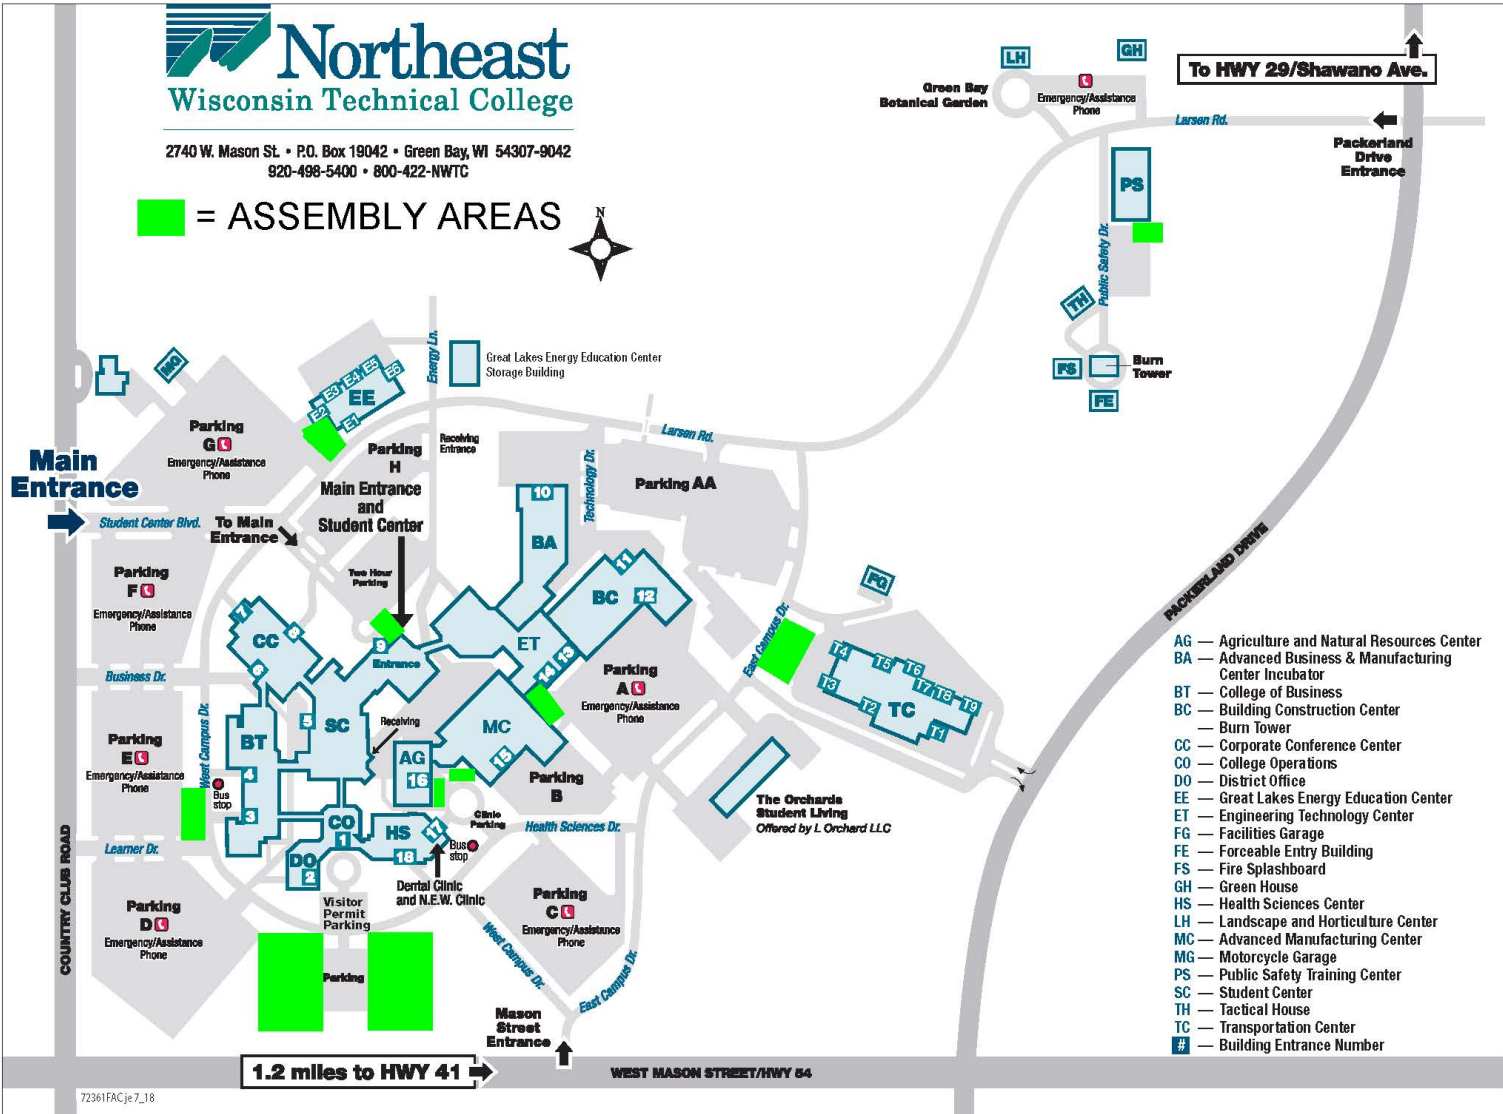 Northeast
Wisconsin Technical College
2740 W. Mason St. • P.O. Box 19042 • Green Bay, WI 54307-9042
920-498-5400 • 800-422-NWTC
= ASSEMBLY AREAS
N
LH
GH
Green Bay
Botanical Garden
Emergency/Assistance
Phone
To HWY 29/Shawano Ave.
Larsen Rd.
Packerland
Drive
Entrance
PS
Public Safety Dr.
TH
FS
Burn
Tower
FE
MG
Energy Ln.
Great Lakes Energy Education Center
Storage Building
E1
E2
E3
E4
E5
E6
EE
Parking
G
Emergency/Assistance
Phone
Parking
H
Receiving
Entrance
Larsen Rd.
Technology Dr.
Parking AA
Main
Entrance
Student Center Blvd.
To Main
Entrance
Main Entrance
and
Student Center
Two Hour
Parking
10
BA
11
BC
12
FG
PACKERLAND DRIVE
Parking
F
Emergency/Assistance
Phone
7
CC
8
6
9
Entrance
ET
13
14
East Campus Dr.
Parking
A
Emergency/Assistance
Phone
T4
T5
T6
T7
T8
T9
T3
T2
TC
T1
Business Dr.
West Campus Dr.
5
SC
Receiving
MC
15
BT
4
3
AG
16
Parking
B
Parking
E
Emergency/Assistance
Phone
Bus
stop
Clinic
Parking
The Orchards
Student Living
Offered by L Orchard LLC
CO
1
HS
17
18
Bus
stop
Health Sciences Dr.
Learner Dr.
DO
2
Dental Clinic
and N.E.W. Clinic
Visitor
Permit
Parking
Parking
C
Emergency/Assistance
Phone
Parking
D
Emergency/Assistance
Phone
Parking
West Campus Dr.
East Campus Dr.
Mason
Street
Entrance
COUNTRY CLUB ROAD
1.2 miles to HWY 41
WEST MASON STREET/HWY 54
72361FACje7_18
AG — Agriculture and Natural Resources Center
BA — Advanced Business & Manufacturing
Center Incubator
BT — College of Business
BC — Building Construction Center
— Burn Tower
CC — Corporate Conference Center
CO — College Operations
DO — District Office
EE — Great Lakes Energy Education Center
ET — Engineering Technology Center
FG — Facilities Garage
FE — Forceable Entry Building
FS — Fire Splashboard
GH — Green House
HS — Health Sciences Center
LH — Landscape and Horticulture Center
MC — Advanced Manufacturing Center
MG — Motorcycle Garage
PS — Public Safety Training Center
SC — Student Center
TH — Tactical House
TC — Transportation Center
# — Building Entrance Number